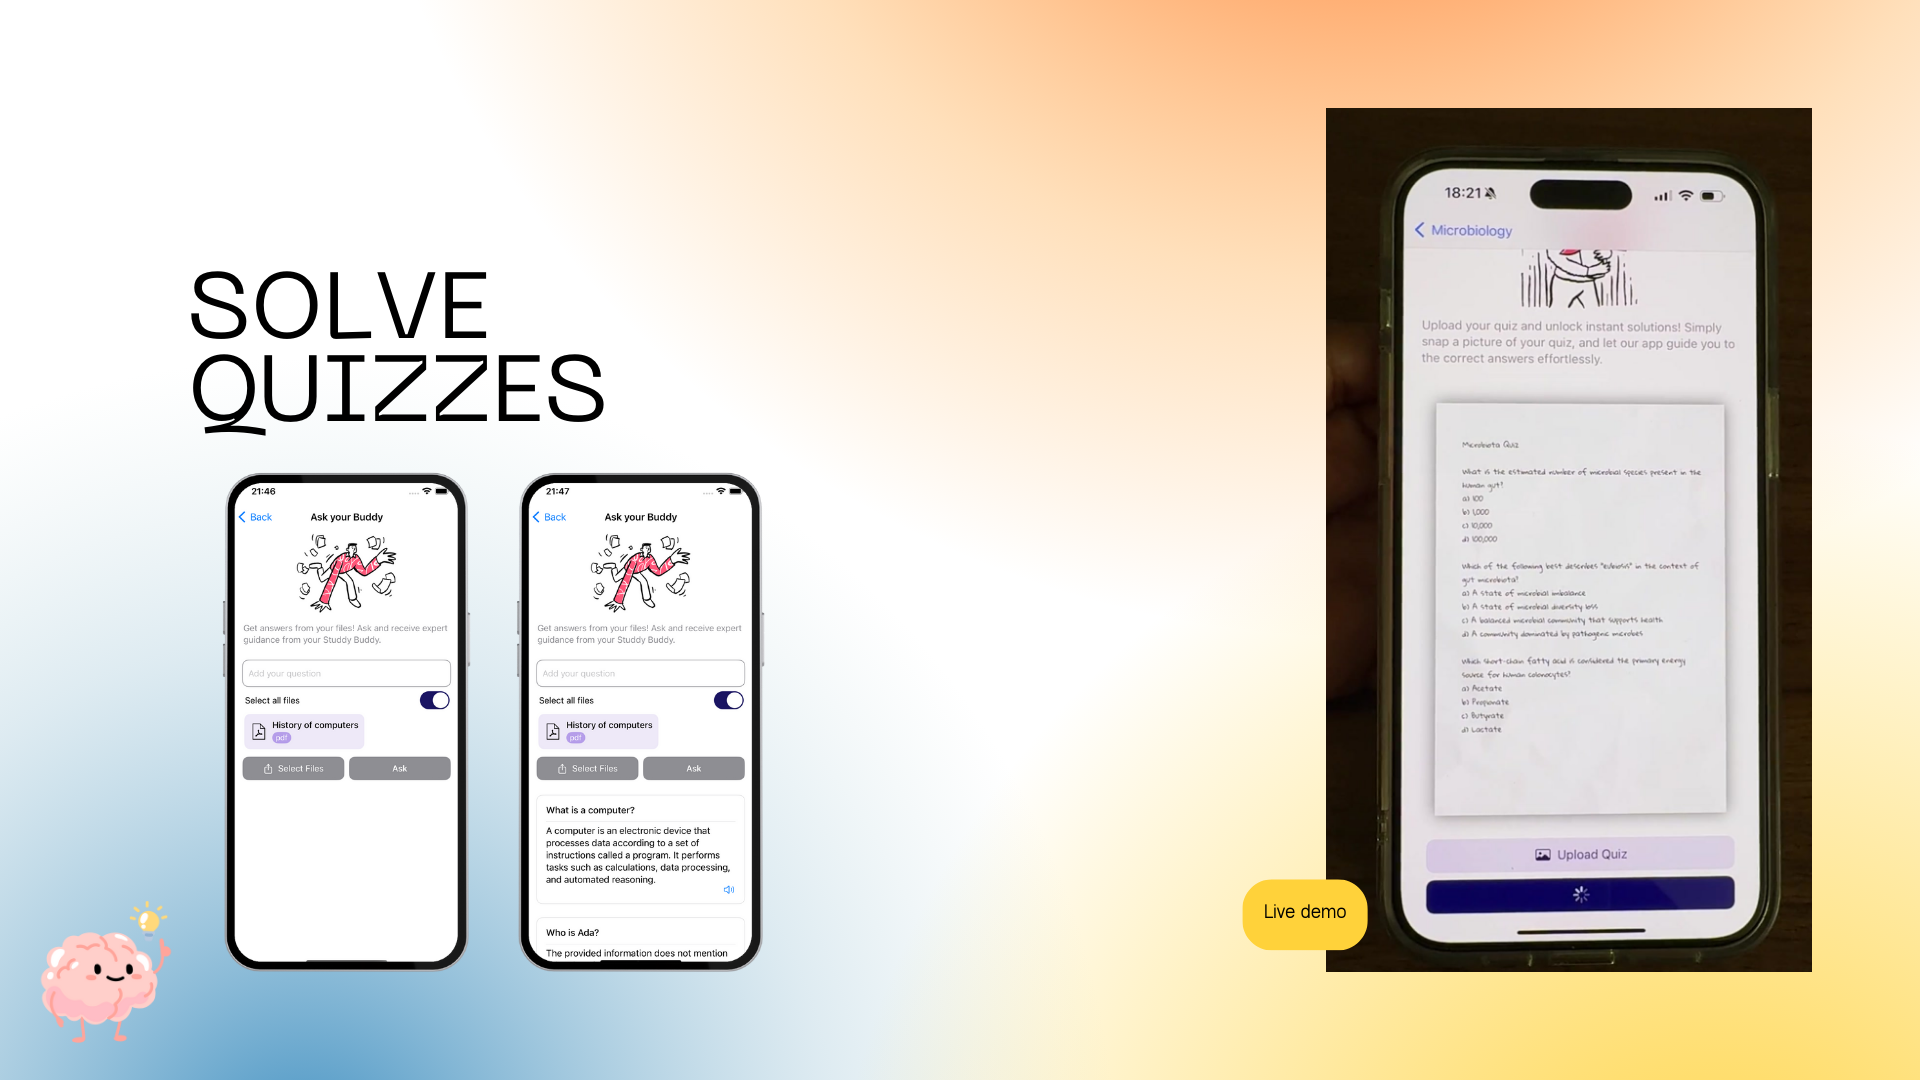 SOLVE
QUIZZES
21:46
Back
Ask your Buddy
Get answers from your files! Ask and receive expert
guidance from your Studdy Buddy.
Add your question
Select all files
History of computers
pdf
Select Files
Ask
21:47
Back
Ask your Buddy
Get answers from your files! Ask and receive expert
guidance from your Studdy Buddy.
Add your question
Select all files
History of computers
pdf
Select Files
Ask
What is a computer?
A computer is an electronic device that
processes data according to a set of
instructions called a program. It performs
tasks such as calculations, data processing,
and automated reasoning.
Who is Ada?
The provided information does not mention
18:21
Microbiology
Upload your quiz and unlock instant solutions! Simply
snap a picture of your quiz, and let our app guide you to
the correct answers effortlessly.
Microbiota Quiz
What is the estimated number of microbial species present in the
human gut?
a) 100
b) 1,000
c) 10,000
d) 100,000
Which of the following best describes "eubiosis" in the context of
gut microbiota?
a) A state of microbial imbalance
b) A state of microbial diversity loss
c) A balanced microbial community that supports health
d) A community dominated by pathogenic microbes
Which short-chain fatty acid is considered the primary energy
source for human colonocytes?
a) Acetate
b) Propionate
c) Butyrate
d) Lactate
Upload Quiz
Live demo